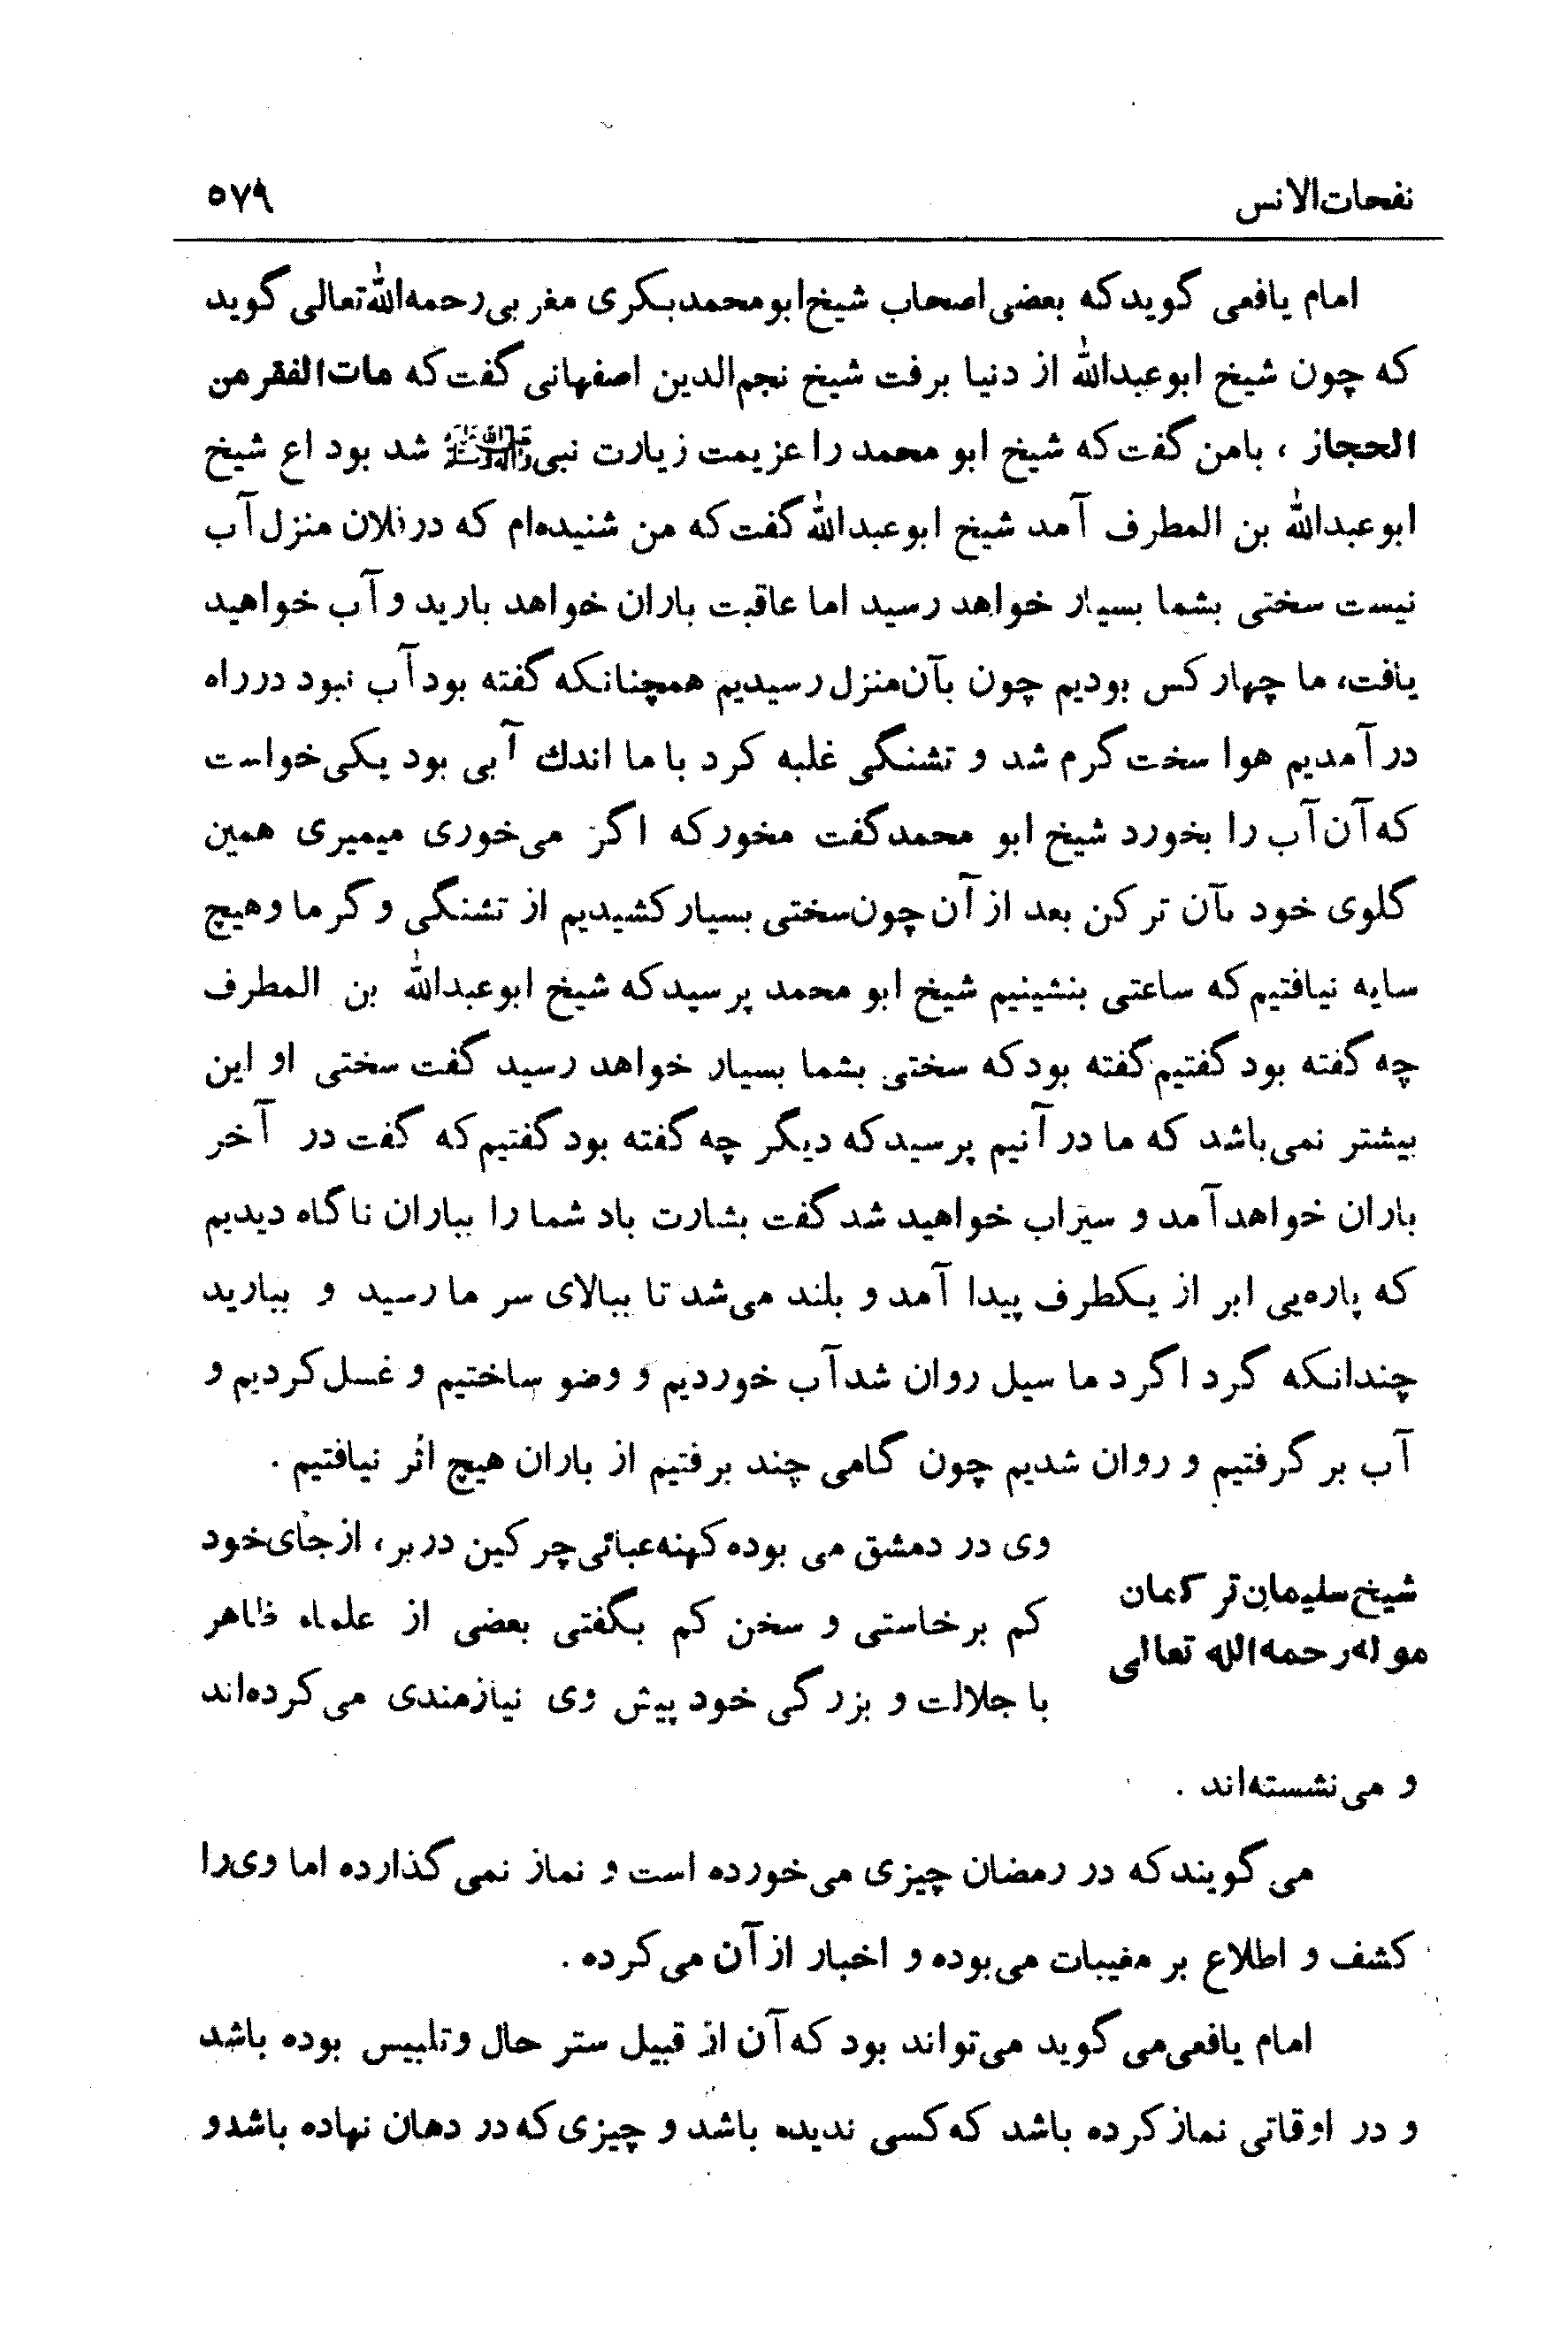 نفحات‌الانس ۵۷۹
امام یافعی گوید که بعضی اصحاب شیخ ابومحمد بکری مغربی رحمه‌الله تعالی گوید
که چون شیخ ابوعبدالله از دنیا برفت شیخ نجم‌الدین اصفهانی گفت که مات‌الفقر من
الحجاز ، بامن گفت که شیخ ابو محمد را عزیمت زیارت نبی شد بود اع شیخ
ابوعبدالله بن المطرف آمد شیخ ابوعبدالله گفت که من شنیده‌ام که در فلان منزل آب
نیست سختی بشما بسیار خواهد رسید اما عاقبت باران خواهد بارید و آب خواهید
یافت، ما چهار کس بودیم چون بآن منزل رسیدیم همچنانکه گفته بود آب نبود در راه
در آمدیم هوا سخت گرم شد و تشنگی غلبه کرد با ما اندك آبی بود یکی خواست
که آن آب را بخورد شیخ ابو محمد گفت مخور که اگر می‌خوری میمیری همین
گلوی خود بآن تر کن بعد از آن چون سختی بسیار کشیدیم از تشنگی و گرما و هیچ
سایه نیافتیم که ساعتی بنشینیم شیخ ابو محمد پرسید که شیخ ابوعبدالله بن المطرف
چه گفته بود گفتیم گفته بود که سختی بشما بسیار خواهد رسید گفت سختی او این
بیشتر نمی‌باشد که ما در آنیم پرسید که دیگر چه گفته بود گفتیم که گفت در آخر
باران خواهد آمد و سیراب خواهید شد گفت بشارت باد شما را بباران ناگاه دیدیم
که پاره‌یی ابر از یکطرف پیدا آمد و بلند می‌شد تا ببالای سر ما رسید و ببارید
چندانکه گرد اگرد ما سیل روان شد آب خوردیم و وضو ساختیم و غسل کردیم و
آب بر گرفتیم و روان شدیم چون گامی چند برفتیم از باران هیچ اثر نیافتیم .
شیخ سلیمان ترکمان
موله رحمه‌الله تعالی
وی در دمشق می بوده کهنه عبائی چرکین دربر، از جای خود
کم برخاستی و سخن کم بگفتی بعضی از علماء ظاهر
با جلالت و بزرگی خود پیش وی نیازمندی می‌کرده‌اند
و می‌نشسته‌اند .
می‌گویند که در رمضان چیزی می‌خورده است و نماز نمی‌گذارده اما وی را
کشف و اطلاع بر مغیبات می‌بوده و اخبار از آن می‌کرده .
امام یافعی می‌گوید می‌تواند بود که آن از قبیل ستر حال و تلبیس بوده باشد
و در اوقاتی نماز کرده باشد که کسی ندیده باشد و چیزی که در دهان نهاده باشد و